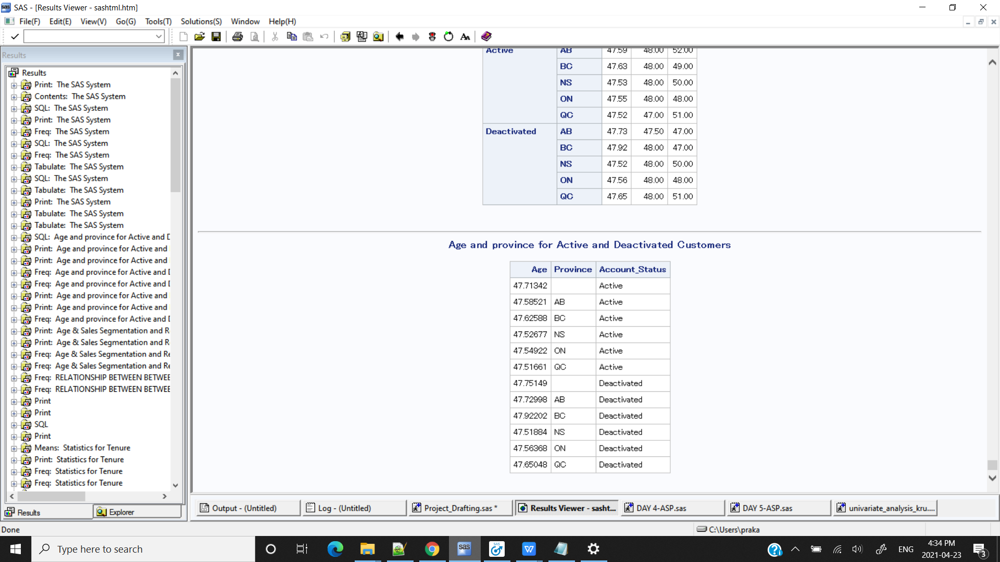 SAS - [Results Viewer - sashtml.htm]
File(F) Edit(E) View(V) Go(G) Tools(T) Solutions(S) Window Help(H)
Results
Results
Print: The SAS System
Contents: The SAS System
SQL: The SAS System
Print: The SAS System
Freq: The SAS System
SQL: The SAS System
Freq: The SAS System
Tabulate: The SAS System
SQL: The SAS System
Tabulate: The SAS System
Print: The SAS System
Tabulate: The SAS System
Tabulate: The SAS System
SQL: Age and province for Active and D
Print: Age and province for Active and
Print: Age and province for Active and
Freq: Age and province for Active and D
Freq: Age and province for Active and D
Print: Age and province for Active and
Print: Age and province for Active and
Freq: Age and province for Active and D
Print: Age & Sales Segmentation and R
Print: Age & Sales Segmentation and R
Freq: Age & Sales Segmentation and Re
Freq: Age & Sales Segmentation and Re
Freq: RELATIONSHIP BETWEEN BETWEE
Freq: RELATIONSHIP BETWEEN BETWEE
Print
Print
SQL
Print
Means: Statistics for Tenure
Print: Statistics for Tenure
Freq: Statistics for Tenure
Freq: Statistics for Tenure
Results Explorer
Active AB 47.59 48.00 52.00
BC 47.63 48.00 49.00
NS 47.53 48.00 50.00
ON 47.55 48.00 48.00
QC 47.52 47.00 51.00
Deactivated AB 47.73 47.50 47.00
BC 47.92 48.00 47.00
NS 47.52 48.00 50.00
ON 47.56 48.00 48.00
QC 47.65 48.00 51.00
Age and province for Active and Deactivated Customers
Age Province Account_Status
47.71342 Active
47.58521 AB Active
47.62588 BC Active
47.52677 NS Active
47.54922 ON Active
47.51661 QC Active
47.75149 Deactivated
47.72998 AB Deactivated
47.92202 BC Deactivated
47.51884 NS Deactivated
47.56368 ON Deactivated
47.65048 QC Deactivated
Output - (Untitled) Log - (Untitled) Project_Drafting.sas * Results Viewer - sasht... DAY 4-ASP.sas DAY 5-ASP.sas univariate_analysis_kru....
Done C:\Users\praka
Type here to search
sas
SAS
W
ENG
4:34 PM
2021-04-23
3